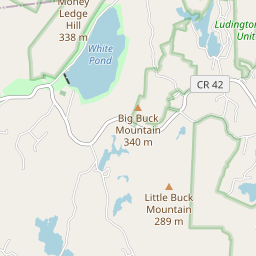 Money
Ledge
Hill
338 m
White
Pond
Ludington
Unit
CR 42
Big Buck
Mountain
340 m
Little Buck
Mountain
289 m